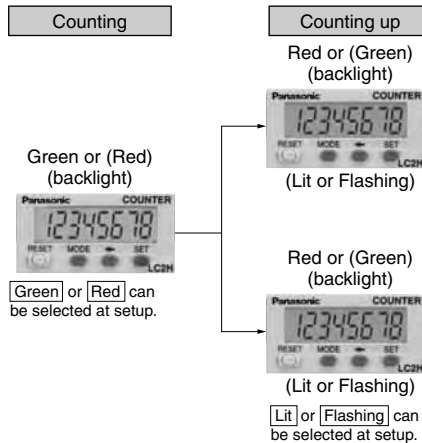 Counting
Green or (Red)
(backlight)
Panasonic COUNTER
12345678
RESET MODE SET
LC2H
Green or Red can
be selected at setup.
Counting up
Red or (Green)
(backlight)
Panasonic COUNTER
12345678
RESET MODE SET
LC2H
(Lit or Flashing)
Red or (Green)
(backlight)
Panasonic COUNTER
12345678
RESET MODE SET
LC2H
(Lit or Flashing)
Lit or Flashing can
be selected at setup.